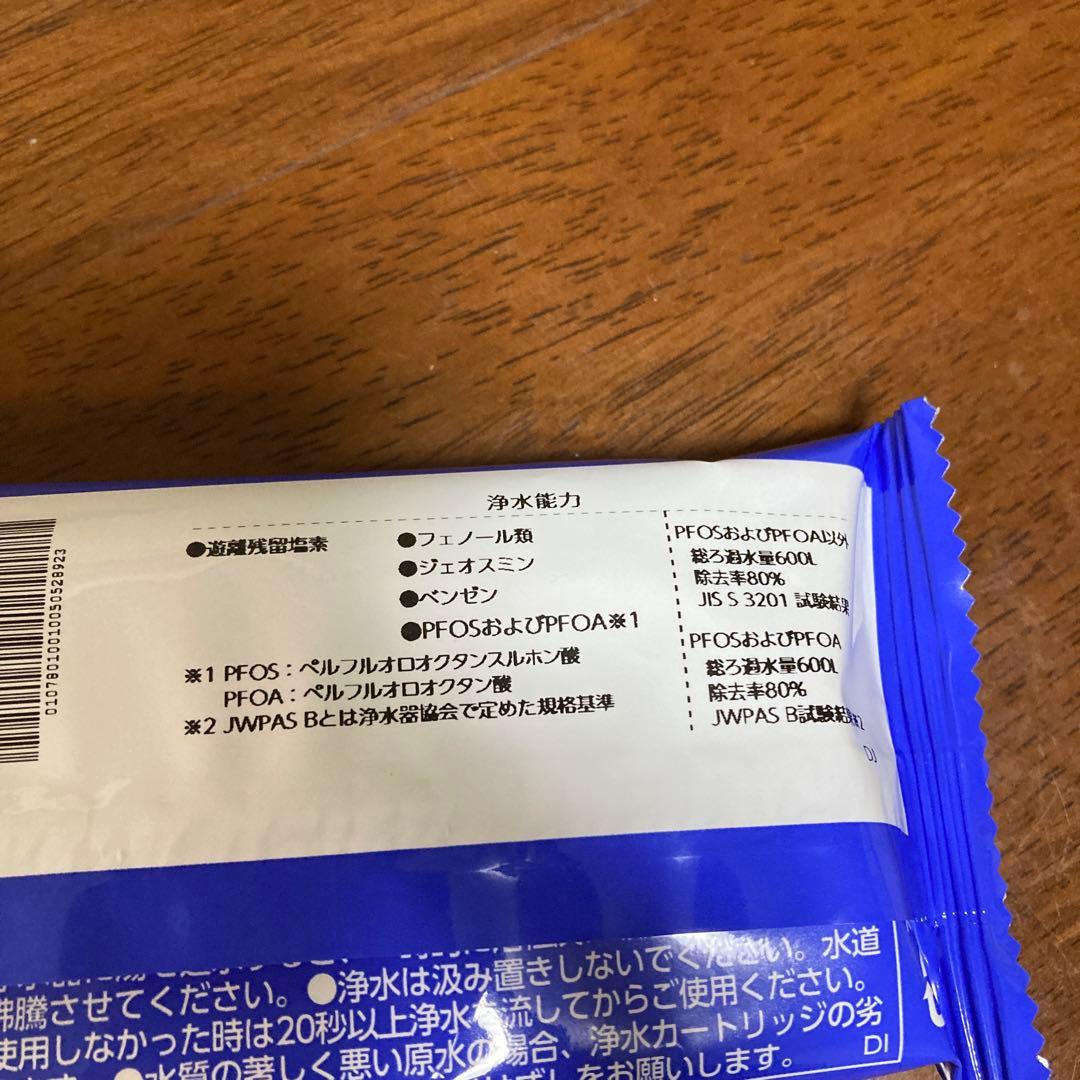 浄水能力
●遊離残留塩素
●フェノール類
●ジェオスミン
●ベンゼン
●PFOSおよびPFOA※1
※1 PFOS：ペルフルオロオクタンスルホン酸
PFOA：ペルフルオロオクタン酸
※2 JWPAS Bとは浄水器協会で定めた規格基準
PFOSおよびPFOA以外
総ろ過水量600L
除去率80%
JIS S 3201 試験結果
PFOSおよびPFOA
総ろ過水量600L
除去率80%
JWPAS B試験結果※2
DJ
01078010010050528923
ください。水道
沸騰させてください。●浄水は汲み置きしないでください。
使用しなかった時は20秒以上浄水を流してからご使用ください。
●水質の著しく悪い原水の場合、浄水カートリッジの劣
をお願いします。
DI